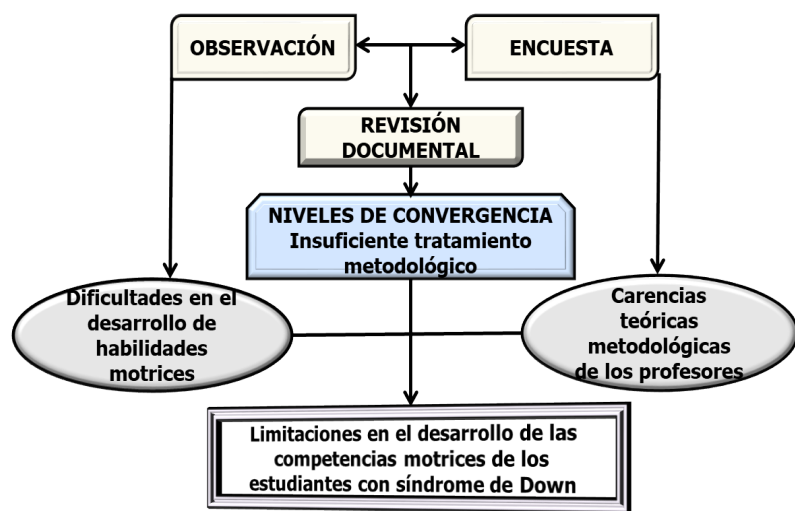 OBSERVACIÓN
ENCUESTA
REVISIÓN
DOCUMENTAL
NIVELES DE CONVERGENCIA
Insuficiente tratamiento
metodológico
Dificultades en el
desarrollo de
habilidades
motrices
Carencias
teóricas
metodológicas
de los profesores
Limitaciones en el desarrollo de las
competencias motrices de los
estudiantes con síndrome de Down